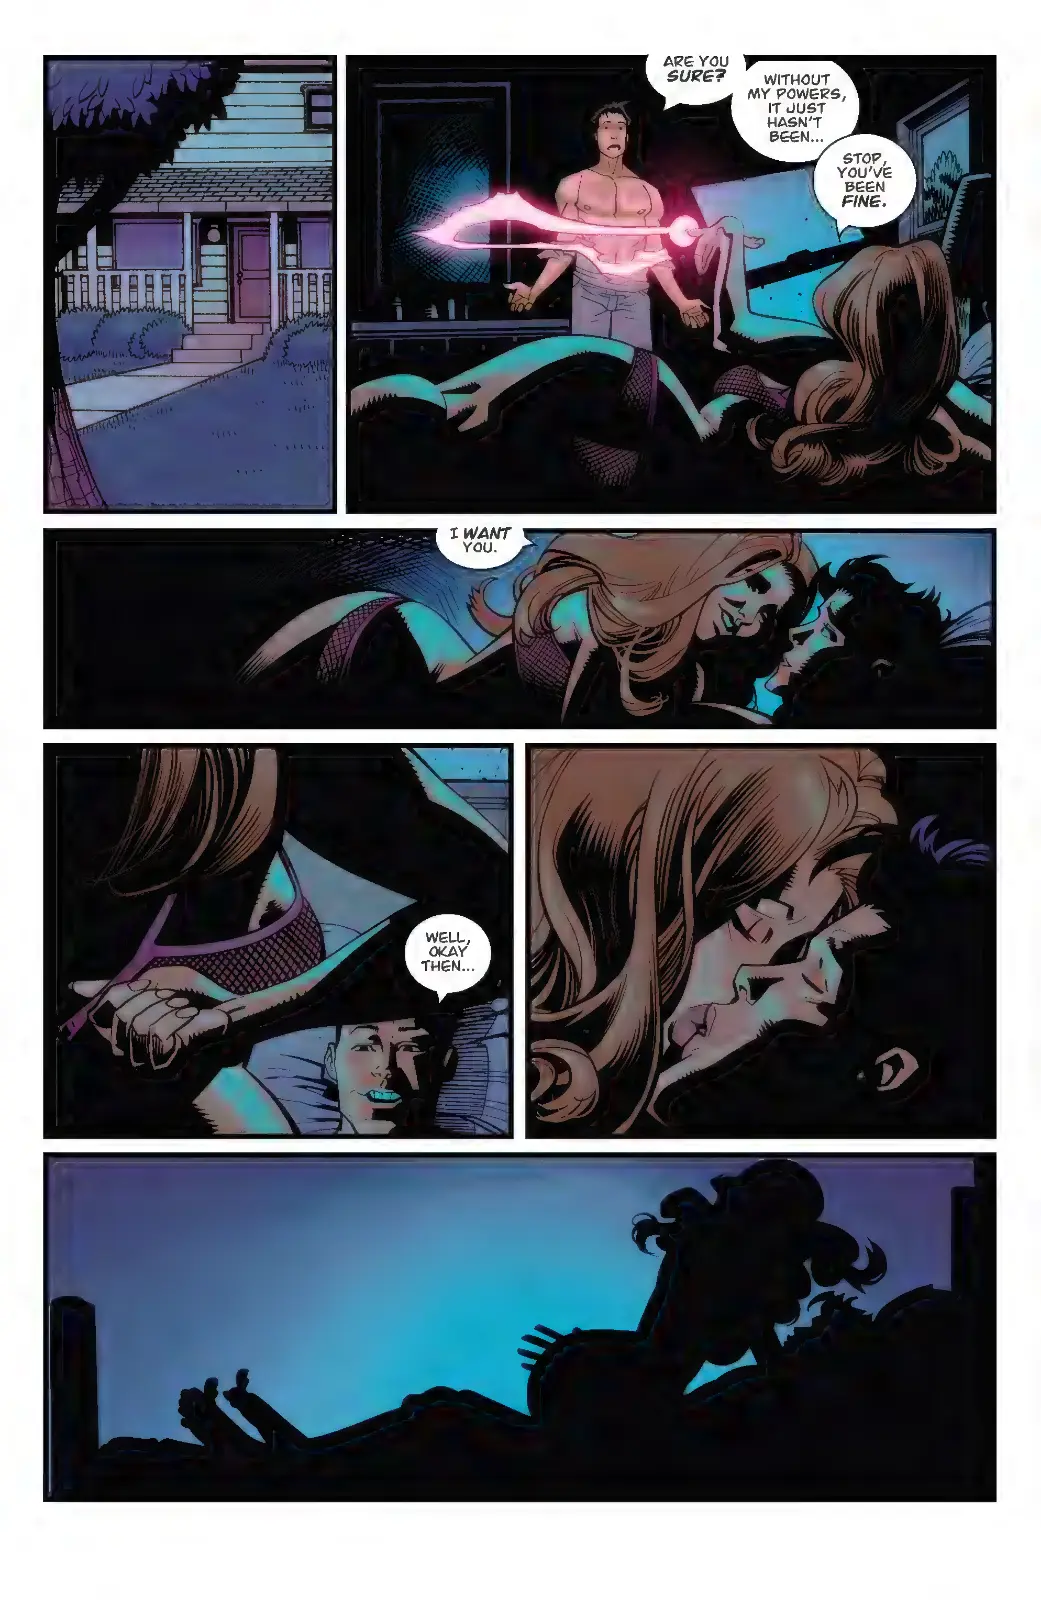 ARE YOU
SURE?
WITHOUT
MY POWERS,
IT JUST
HASN'T
BEEN...
STOP,
YOU'VE
BEEN
FINE.
I WANT
YOU.
WELL,
OKAY
THEN...